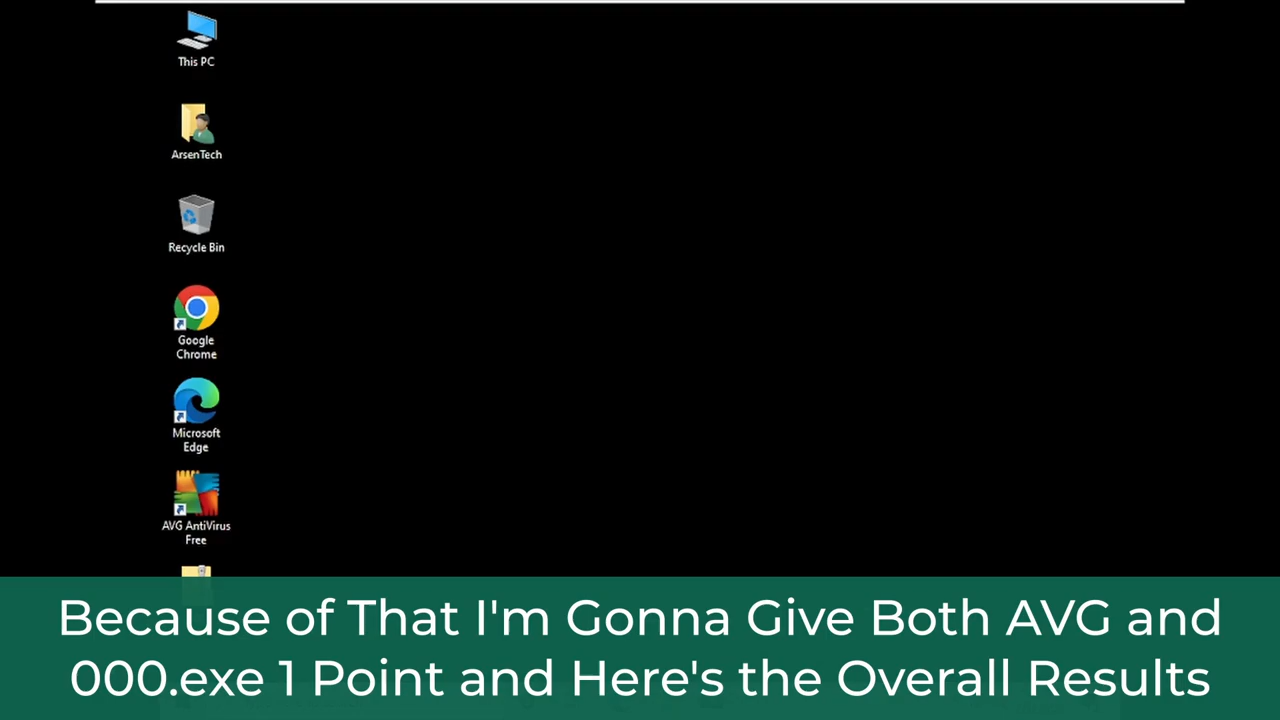 This PC
ArsenTech
Recycle Bin
Google
Chrome
Microsoft
Edge
AVG AntiVirus
Free
Because of That I'm Gonna Give Both AVG and
000.exe 1 Point and Here's the Overall Results